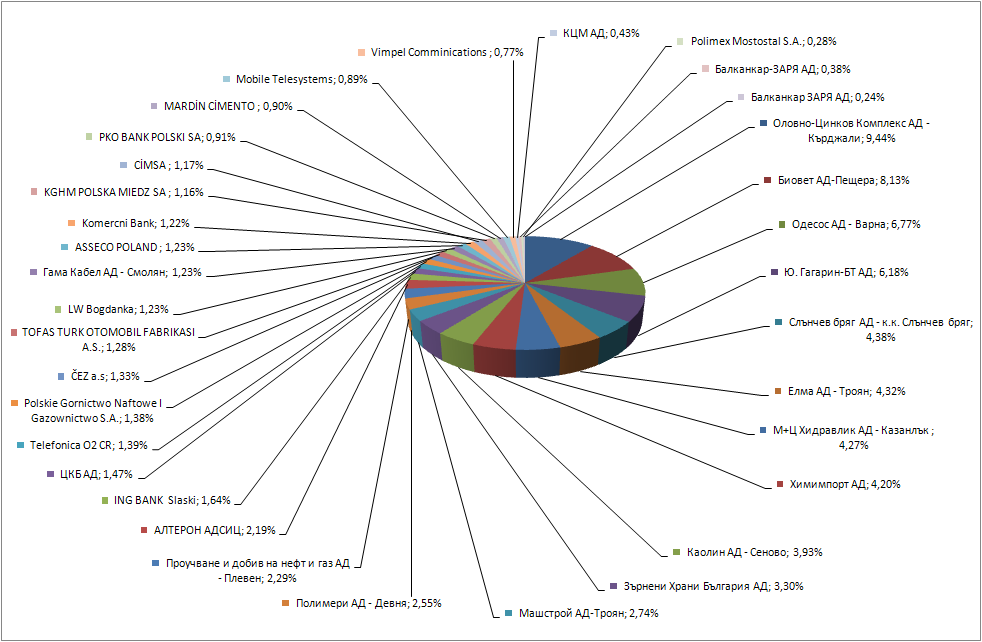 КЦМ АД; 0,43%
Polimex Mostostal S.A.; 0,28%
Балканкар-ЗАРЯ АД; 0,38%
Балканкар ЗАРЯ АД; 0,24%
Оловно-Цинков Комплекс АД -
Кърджали; 9,44%
Биовет АД-Пещера; 8,13%
Одесос АД - Варна; 6,77%
Ю. Гагарин-БТ АД; 6,18%
Слънчев бряг АД - к.к. Слънчев бряг;
4,38%
Елма АД - Троян; 4,32%
М+Ц Хидравлик АД - Казанлък ;
4,27%
Химимпорт АД; 4,20%
Каолин АД - Сеново; 3,93%
Зърнени Храни България АД; 3,30%
Машстрой АД-Троян; 2,74%
Полимери АД - Девня; 2,55%
Проучване и добив на нефт и газ АД
- Плевен; 2,29%
АЛТЕРОН АДСИЦ; 2,19%
ING BANK Slaski; 1,64%
ЦКБ АД; 1,47%
Telefonica O2 CR; 1,39%
Polskie Gornictwo Naftowe I
Gazownictwo S.A.; 1,38%
ČEZ a.s; 1,33%
TOFAS TURK OTOMOBIL FABRIKASI
A.S.; 1,28%
LW Bogdanka; 1,23%
Гама Кабел АД - Смолян; 1,23%
ASSECO POLAND ; 1,23%
Komercni Bank; 1,22%
KGHM POLSKA MIEDZ SA ; 1,16%
CİMSA ; 1,17%
PKO BANK POLSKI SA; 0,91%
MARDİN CİMENTO ; 0,90%
Mobile Telesystems; 0,89%
Vimpel Comminications ; 0,77%